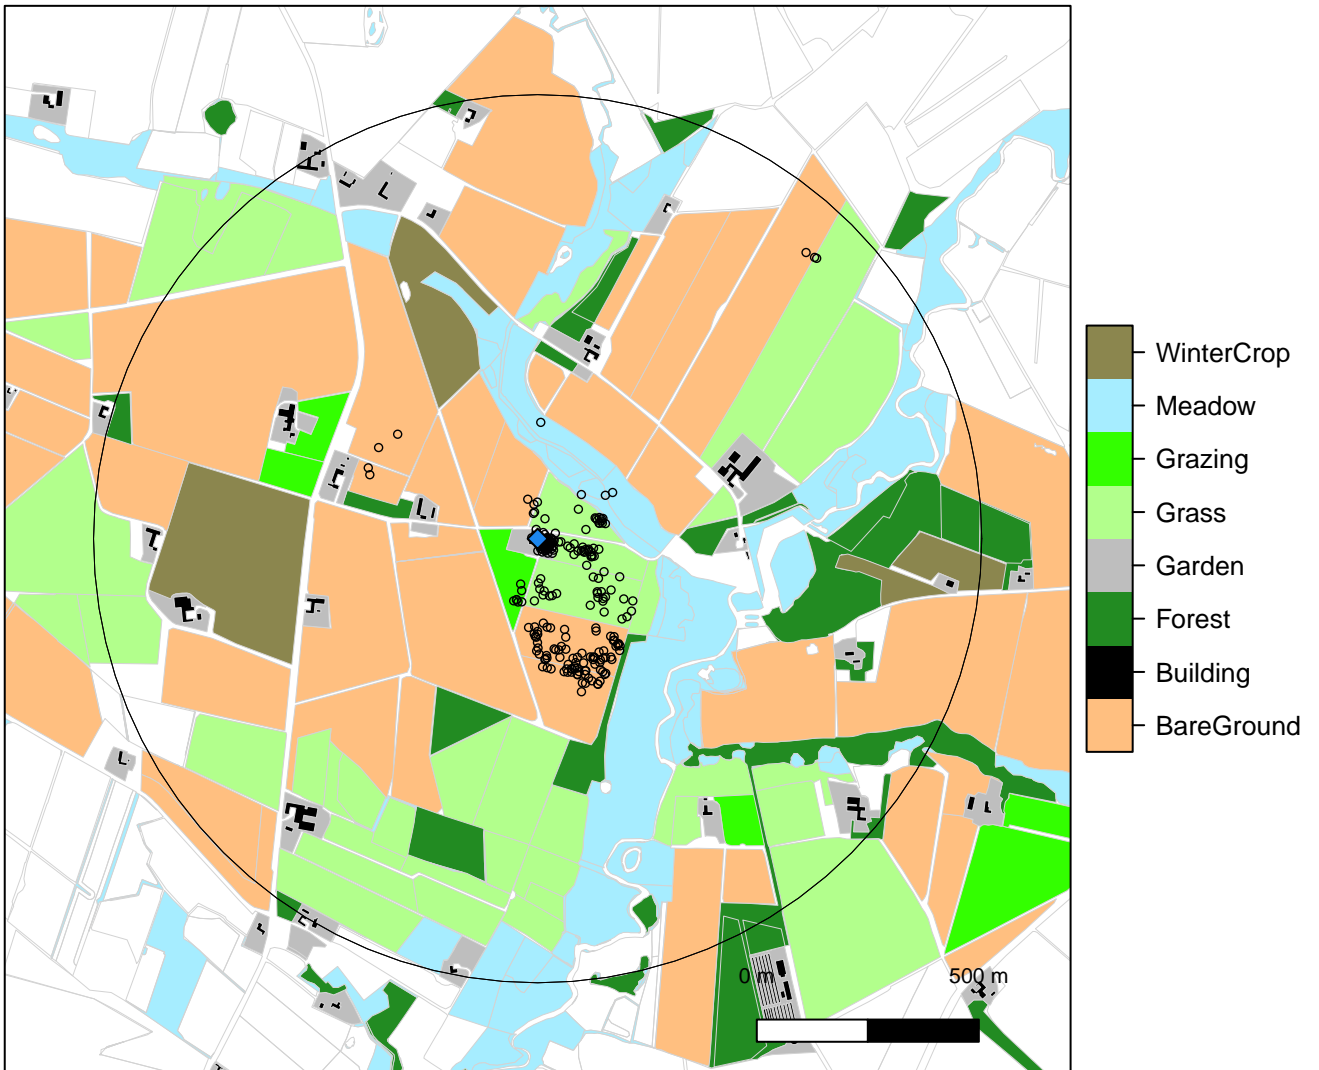 WinterCrop
Meadow
Grazing
Grass
Garden
Forest
Building
BareGround
0 m 500 m